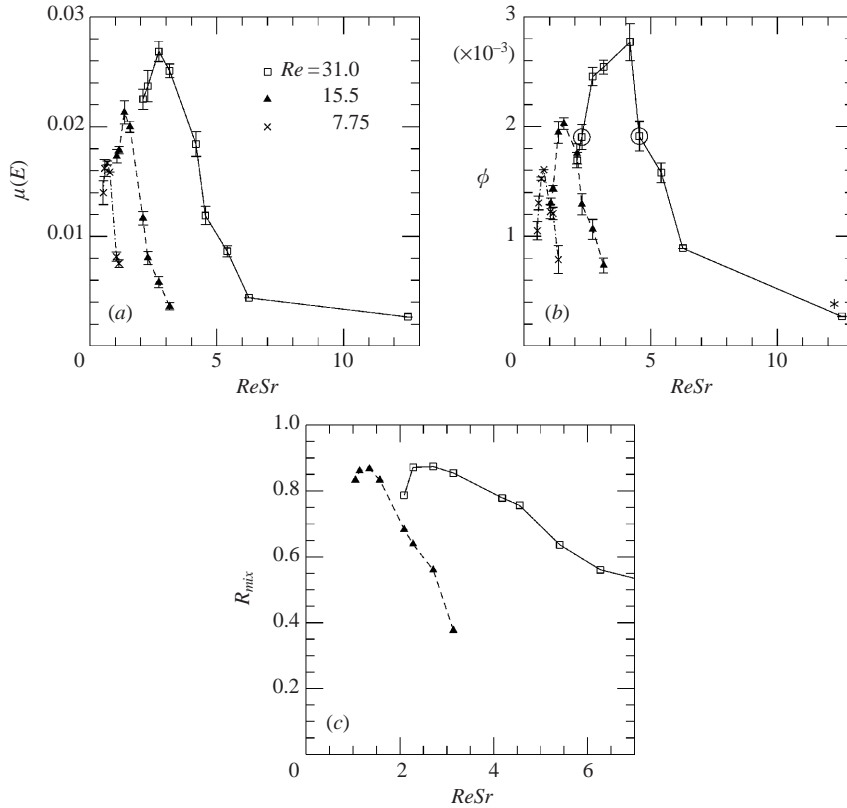 0.03
0.02
0.01
μ(E)
Re = 31.0
15.5
7.75
(a)
0 5 10
ReSr
3
(×10⁻³)
2
ϕ
1
(b)
0 5 10
ReSr
1.0
0.8
0.6
R_mix
0.4
0.2
(c)
0 2 4 6
ReSr